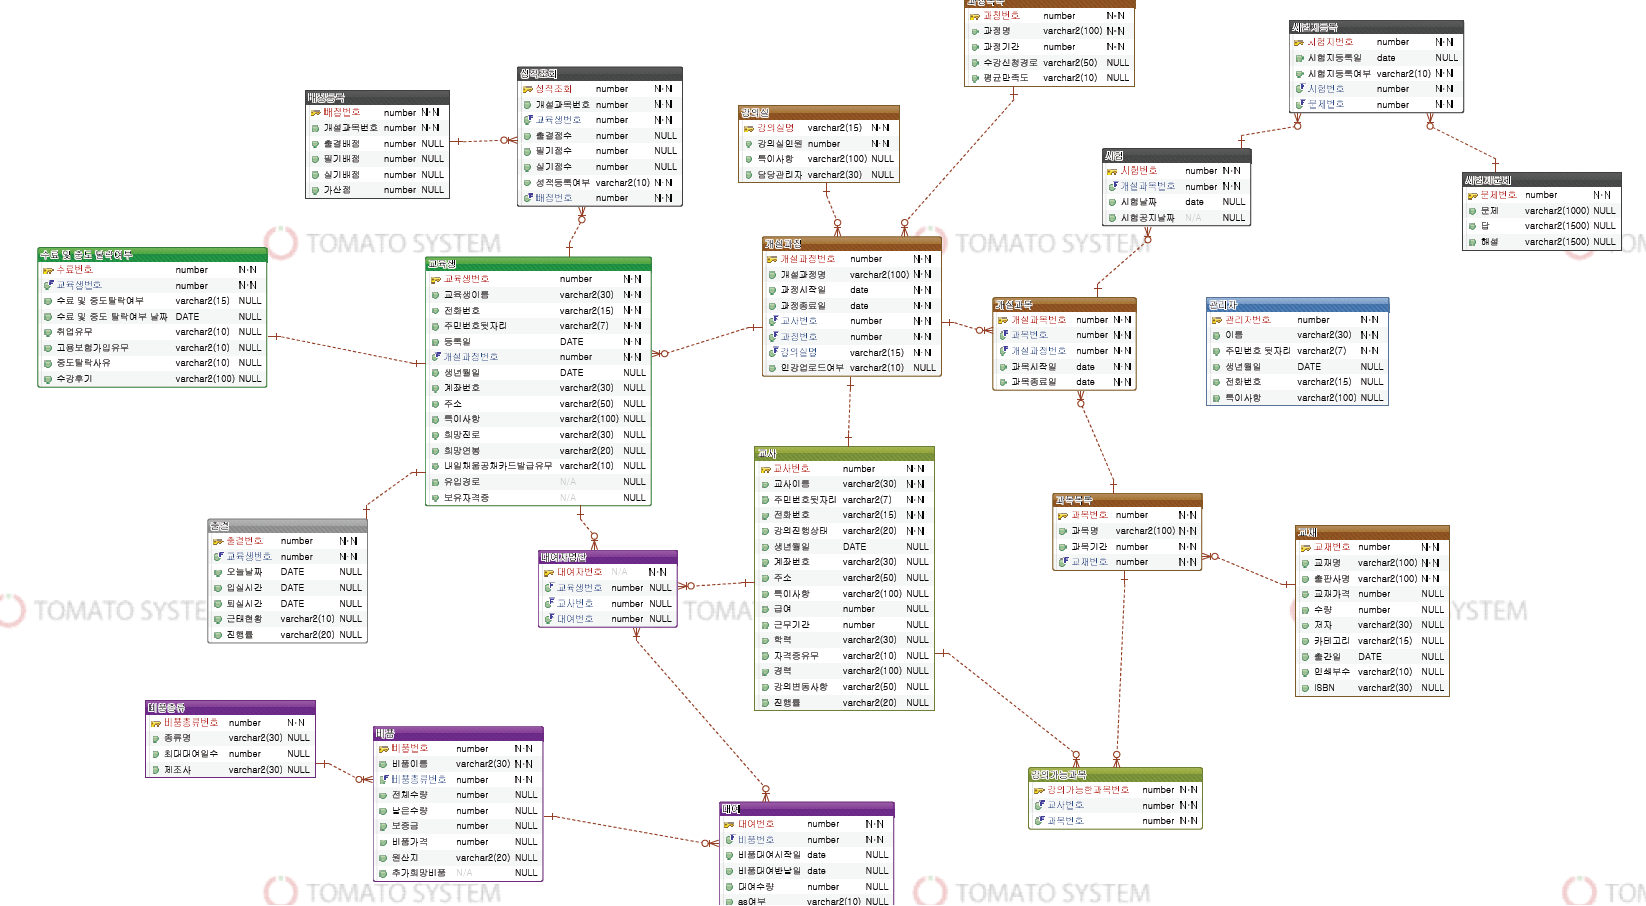 과정번호 number N-N
과정명 varchar2(100) N-N
과정기간 number N-N
수강신청경로 varchar2(50) N-N
평균만족도 varchar2(10) N-N
시험지번호 number N-N
시험지등록일 date NULL
시험지등록여부 varchar2(10) N-N
시험번호 number N-N
문제번호 number N-N
성적조회
성적조회 number N-N
개설과목번호 number N-N
교육생번호 number N-N
출결점수 number NULL
필기점수 number NULL
실기점수 number NULL
성적등록여부 varchar2(10) N-N
배점번호 number N-N
배점등록
배점번호 number N-N
개설과목번호 number N-N
출결배점 number NULL
필기배점 number NULL
실기배점 number NULL
가산점 number NULL
강의실
강의실명 varchar2(15) N-N
강의실인원 number N-N
특이사항 varchar2(100) NULL
담당관리자 varchar2(30) NULL
시험
시험번호 number N-N
개설과목번호 number N-N
시험날짜 date NULL
시험공지날짜 N/A NULL
시험지문제
문제번호 number N-N
문제 varchar2(1000) NULL
답 varchar2(1500) NULL
해설 varchar2(1500) NULL
TOMATO SYSTEM
TOMATO SYSTEM
수료 및 중도 탈락여부
수료번호 number N-N
교육생번호 number N-N
수료 및 중도탈락여부 varchar2(15) NULL
수료 및 중도 탈락여부 날짜 DATE NULL
취업유무 varchar2(10) NULL
고용보험가입유무 varchar2(10) NULL
중도탈락사유 varchar2(10) NULL
수강후기 varchar2(100) NULL
교육생
교육생번호 number N-N
교육생이름 varchar2(30) N-N
전화번호 varchar2(15) N-N
주민번호뒷자리 varchar2(7) N-N
등록일 DATE N-N
개설과정번호 number N-N
생년월일 DATE NULL
계좌번호 varchar2(30) NULL
주소 varchar2(50) NULL
특이사항 varchar2(100) NULL
희망진로 varchar2(30) NULL
희망연봉 varchar2(20) NULL
내일채움공채카드발급유무 varchar2(10) NULL
유입경로 N/A NULL
보유자격증 N/A NULL
개설과정
개설과정번호 number N-N
개설과정명 varchar2(100) N-N
과정시작일 date N-N
과정종료일 date N-N
교사번호 number N-N
과정번호 number N-N
강의실명 varchar2(15) N-N
인강업로드여부 varchar2(10) NULL
개설과목
개설과목번호 number N-N
과목번호 number N-N
개설과정번호 number N-N
과목시작일 date N-N
과목종료일 date N-N
관리자
관리자번호 number N-N
이름 varchar2(30) N-N
주민번호 뒷자리 varchar2(7) N-N
생년월일 DATE NULL
전화번호 varchar2(15) NULL
특이사항 varchar2(100) NULL
교사
교사번호 number N-N
교사이름 varchar2(30) N-N
주민번호뒷자리 varchar2(7) N-N
전화번호 varchar2(15) N-N
강의진행상태 varchar2(20) N-N
생년월일 DATE NULL
계좌번호 varchar2(30) NULL
주소 varchar2(50) NULL
특이사항 varchar2(100) NULL
급여 number NULL
근무기간 number NULL
학력 varchar2(30) NULL
자격증유무 varchar2(10) NULL
경력 varchar2(100) NULL
강의변동사항 varchar2(50) NULL
진행률 varchar2(20) NULL
과목목록
과목번호 number N-N
과목명 varchar2(100) N-N
과목기간 number N-N
교재번호 number N-N
교재
교재번호 number N-N
교재명 varchar2(100) N-N
출판사명 varchar2(100) N-N
교재가격 number NULL
수량 number NULL
저자 varchar2(30) NULL
카테고리 varchar2(15) NULL
출간일 DATE NULL
인쇄부수 varchar2(10) NULL
ISBN varchar2(30) NULL
출결
출결번호 number N-N
교육생번호 number N-N
오늘날짜 DATE NULL
입실시간 DATE NULL
퇴실시간 DATE NULL
근태현황 varchar2(10) NULL
진행률 varchar2(20) NULL
대여자번호 N/A N-N
교육생번호 number NULL
교사번호 number NULL
대여번호 number NULL
TOMATO SYSTE
TOMATO
YSTEM
비품종류
비품종류번호 number N-N
종류명 varchar2(30) NULL
최대대여일수 number NULL
제조사 varchar2(30) NULL
비품
비품번호 number N-N
비품이름 varchar2(30) N-N
비품종류번호 number N-N
전체수량 number NULL
남은수량 number NULL
보증금 number NULL
비품가격 number NULL
원산지 varchar2(20) NULL
추가희망비품 N/A NULL
강의가능과목
강의가능한과목번호 number N-N
교사번호 number N-N
과목번호 number N-N
대여
대여번호 number N-N
비품번호 number N-N
비품대여시작일 date NULL
비품대여반납일 date NULL
대여수량 number NULL
as여부 varchar2(10) NULL
TOMATO SYSTEM
TOMATO SYSTEM
TOM